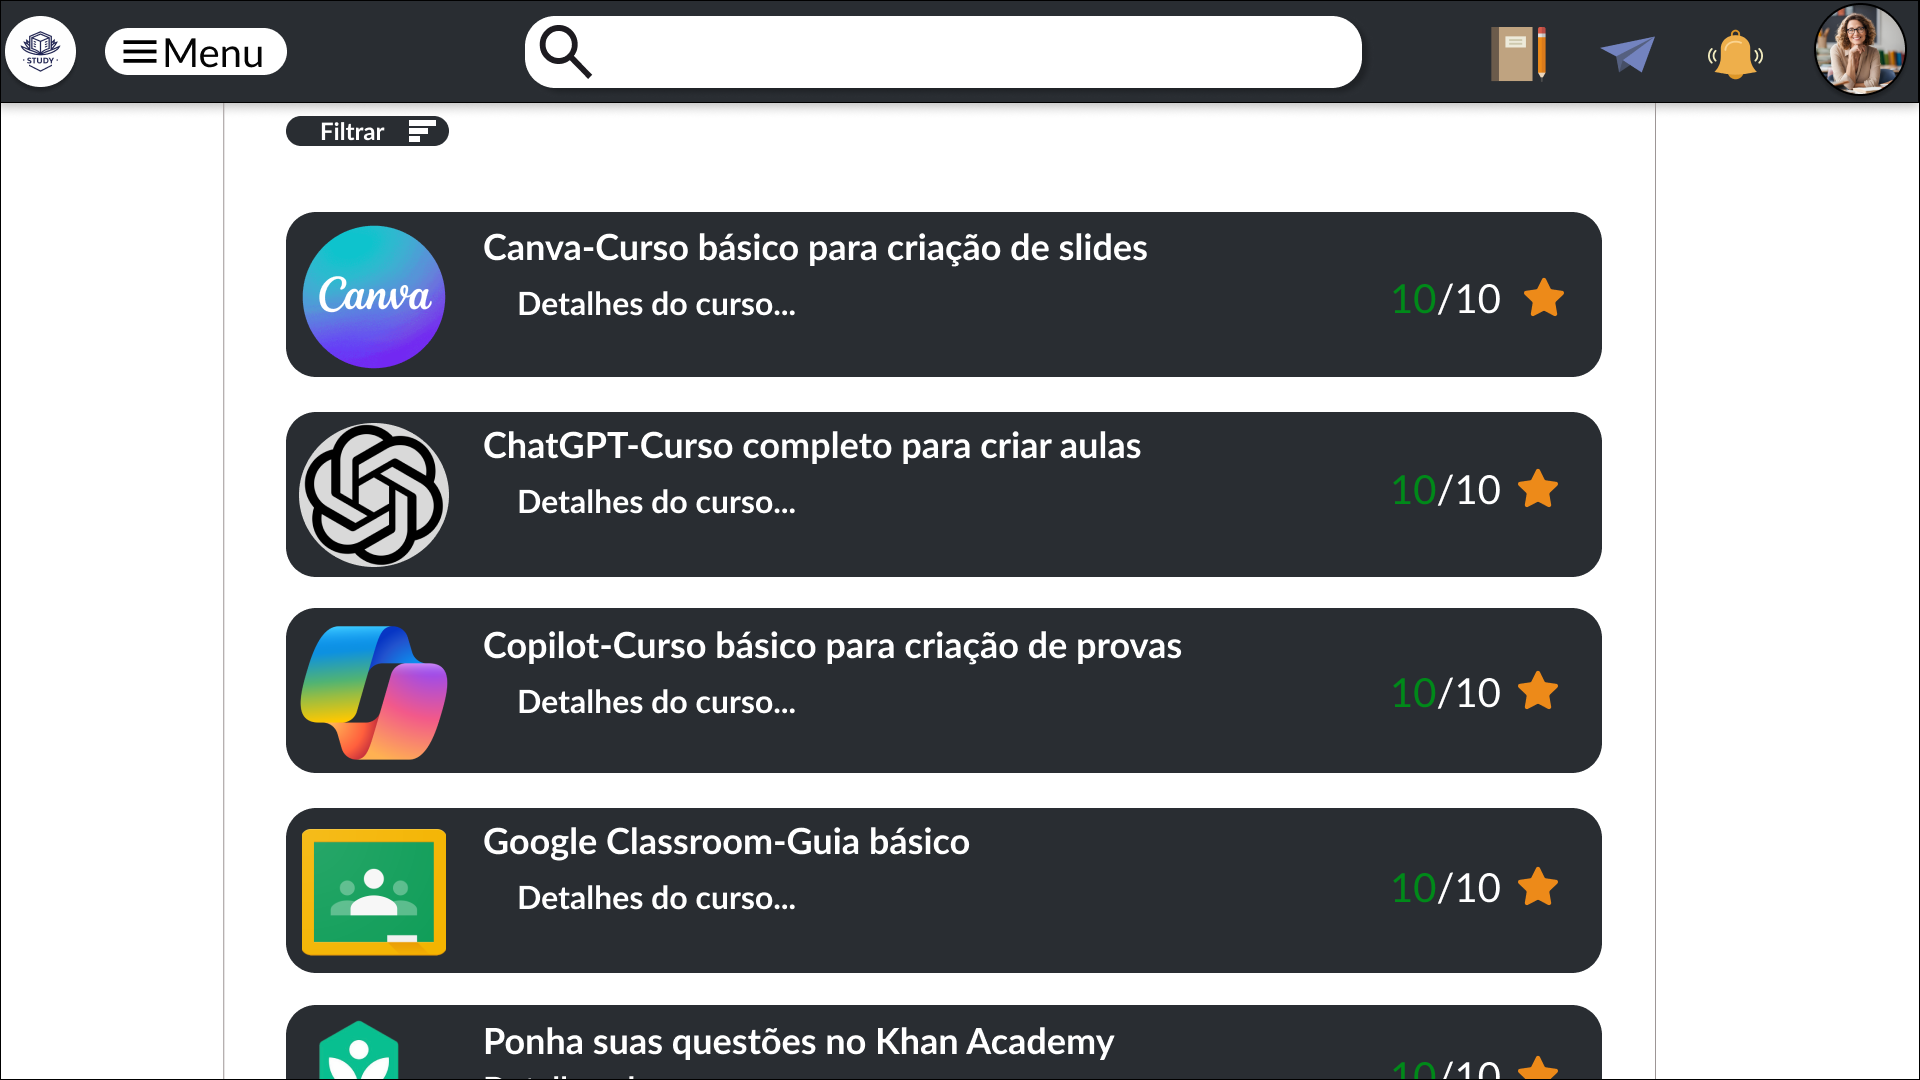 STUDY
Menu
Filtrar
Canva
Canva-Curso básico para criação de slides
Detalhes do curso...
10/10
ChatGPT-Curso completo para criar aulas
Detalhes do curso...
10/10
Copilot-Curso básico para criação de provas
Detalhes do curso...
10/10
Google Classroom-Guia básico
Detalhes do curso...
10/10
Ponha suas questões no Khan Academy
10/10